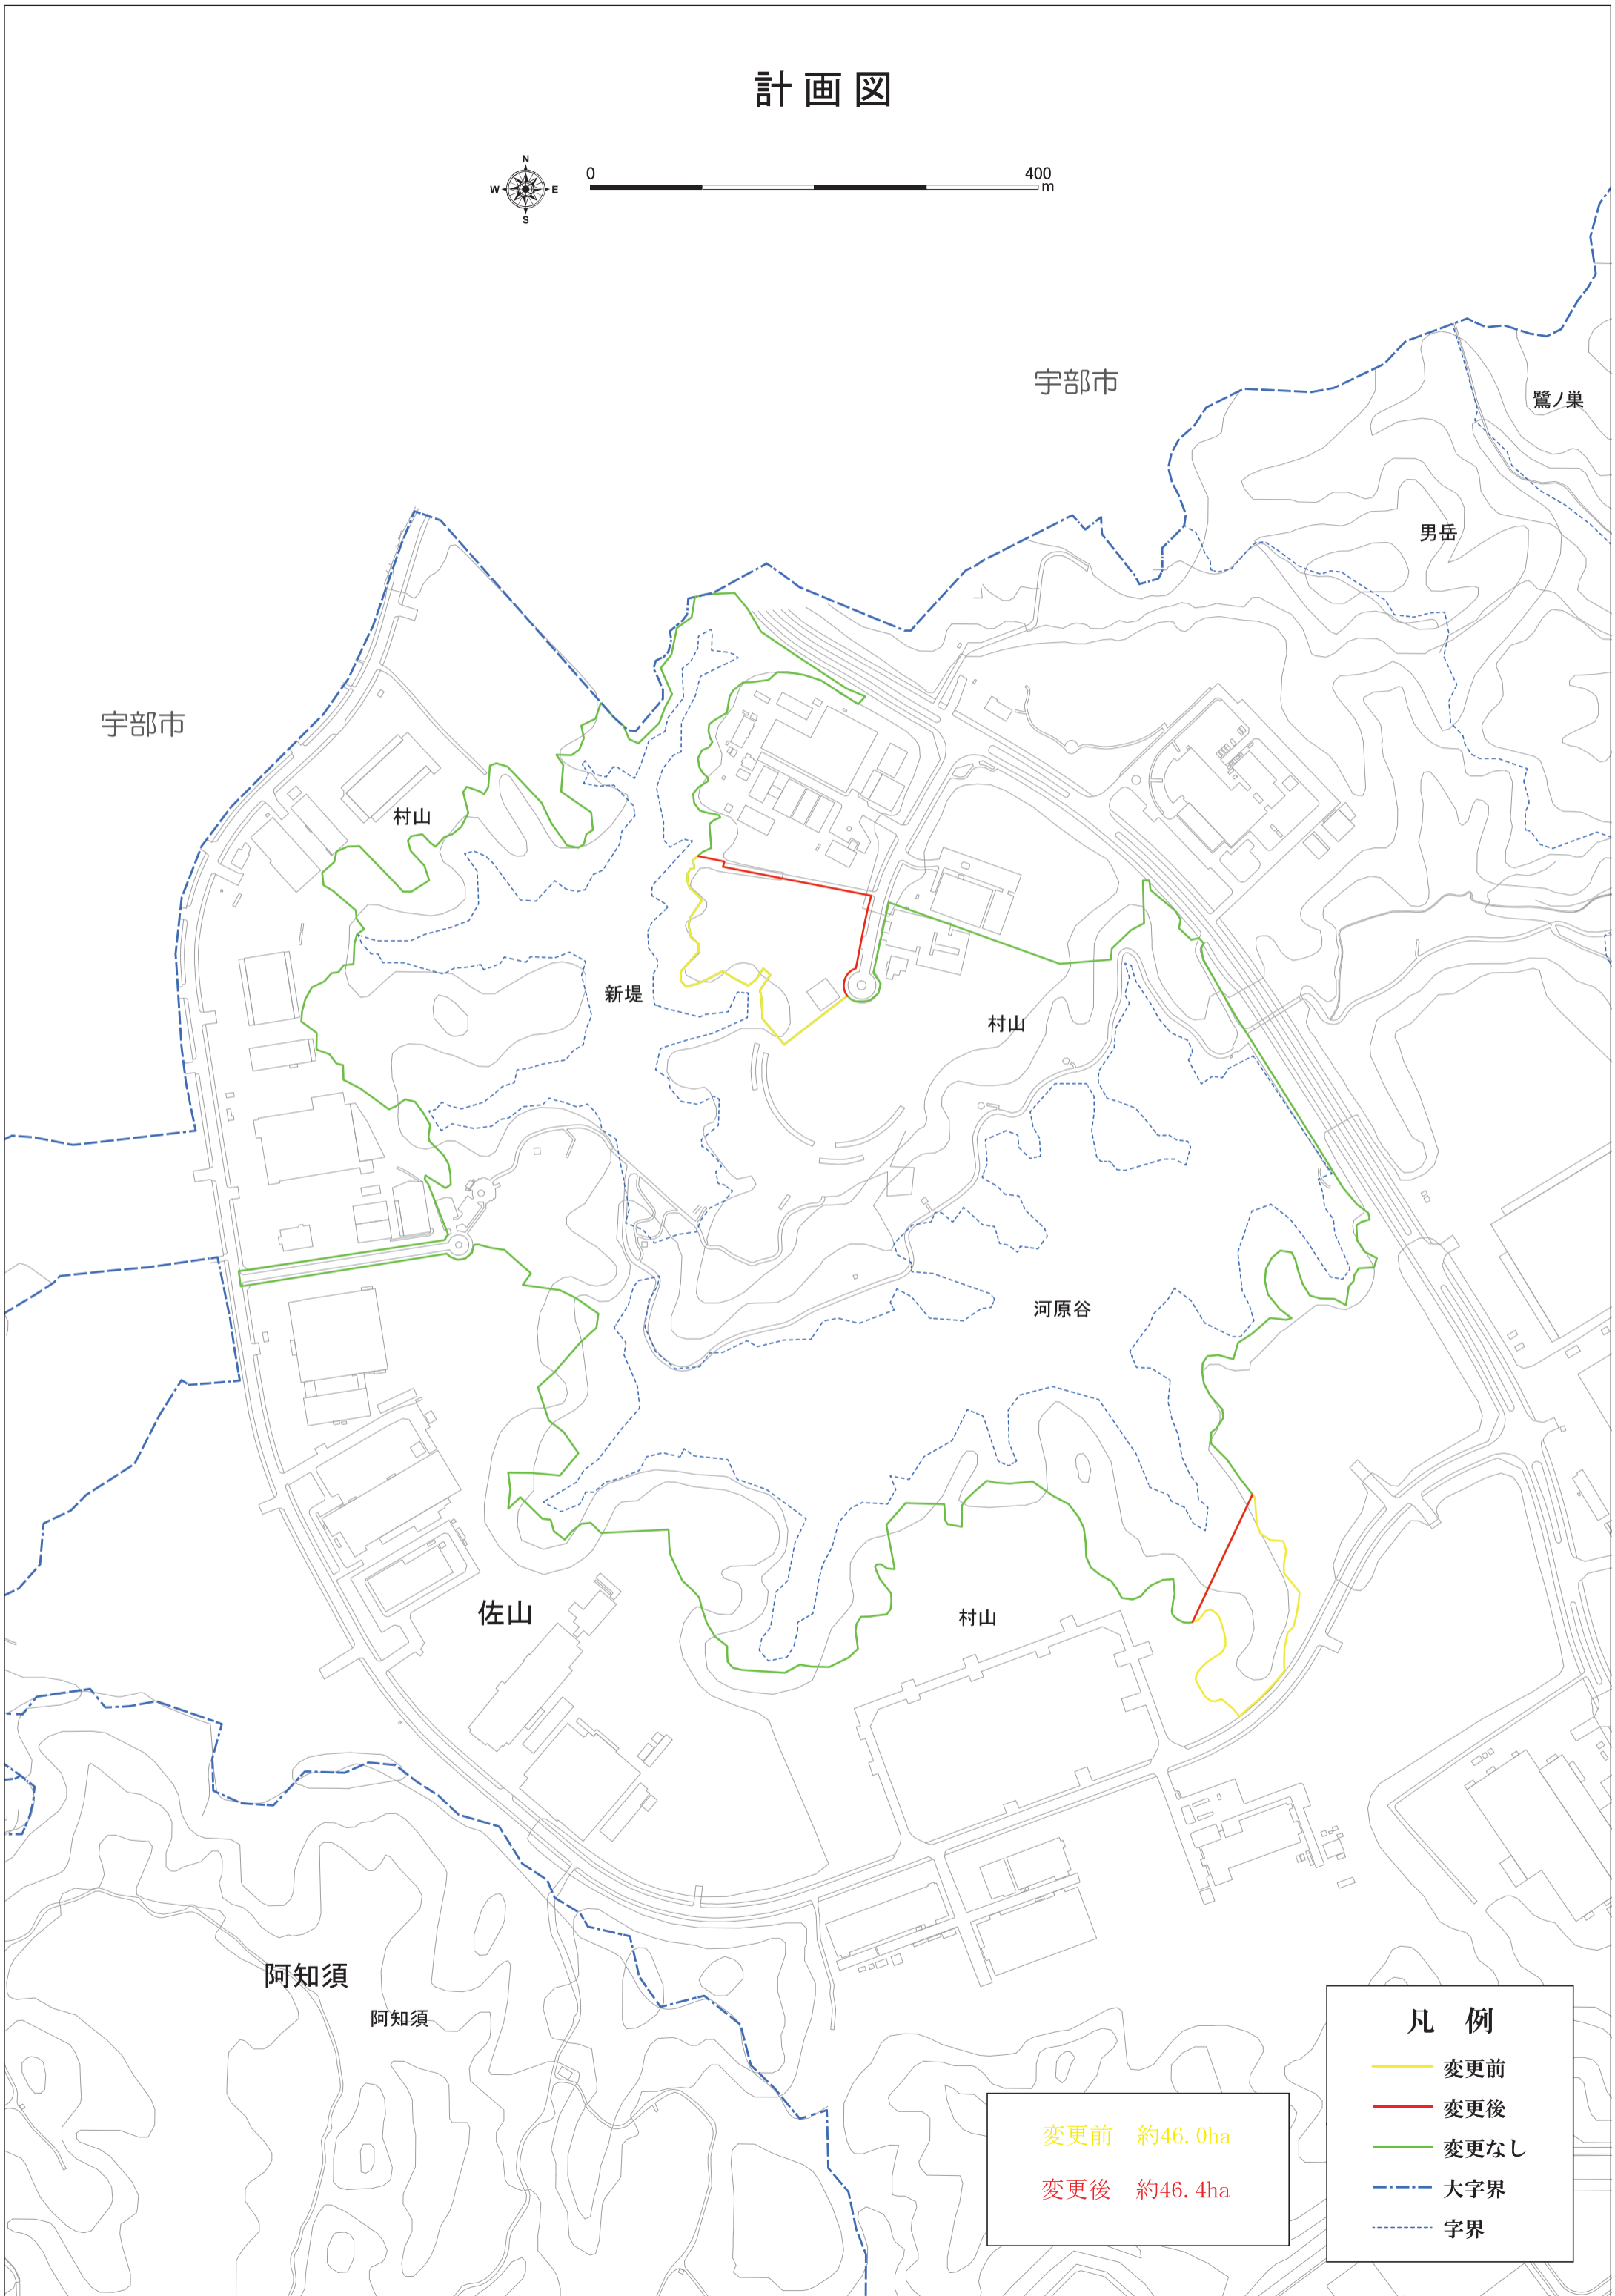 計画図
N
W E
S
0 400
m
宇部市
鷺ノ巣
男岳
宇部市
村山
新堤
村山
河原谷
佐山
村山
阿知須
阿知須
凡 例
変更前
変更後
変更なし
大字界
字界
変更前 約46.0ha
変更後 約46.4ha